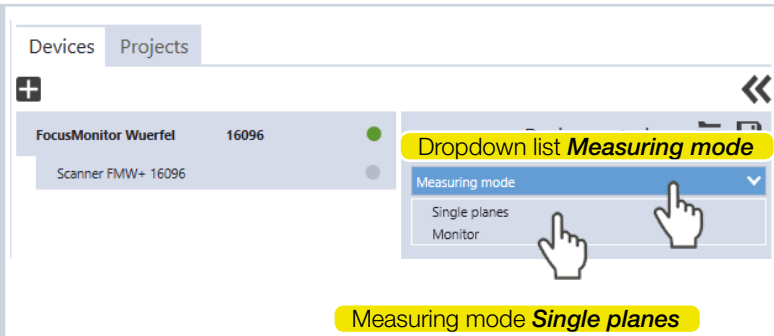 Devices Projects
FocusMonitor Wuerfel 16096
Scanner FMW+ 16096
Dropdown list Measuring mode
Measuring mode
Single planes
Monitor
Measuring mode Single planes